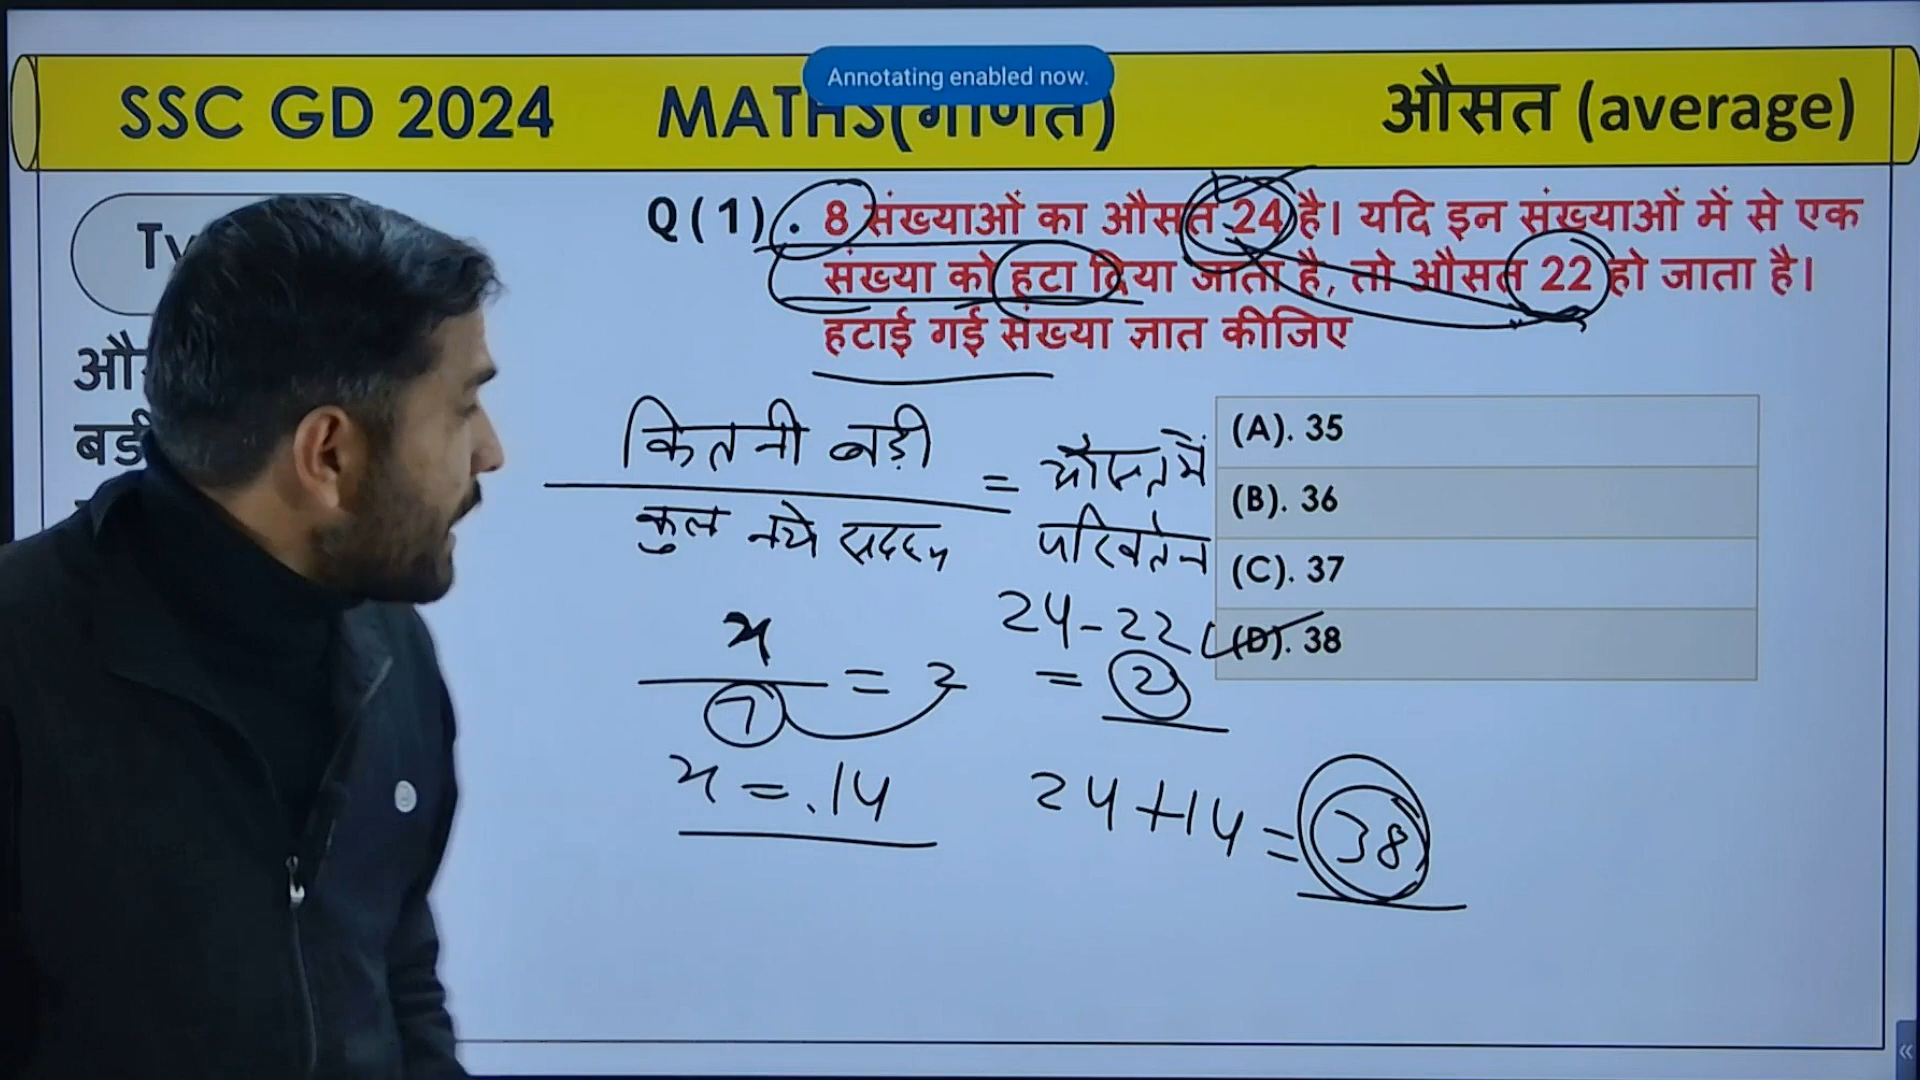 Annotating enabled now.
SSC GD 2024 MATHS(गणित) औसत (average)
Q(1). 8 संख्याओं का औसत 24 है। यदि इन संख्याओं में से एक
संख्या को हटा दिया जाता है, तो औसत 22 हो जाता है।
हटाई गई संख्या ज्ञात कीजिए
कितनी बड़ी
कुल नये सदस्य
= औसत में
परिवर्तन
(A). 35
(B). 36
(C). 37
(D). 38
24-22
= 2
x
7
= 2
x = 14
24+14 = 38